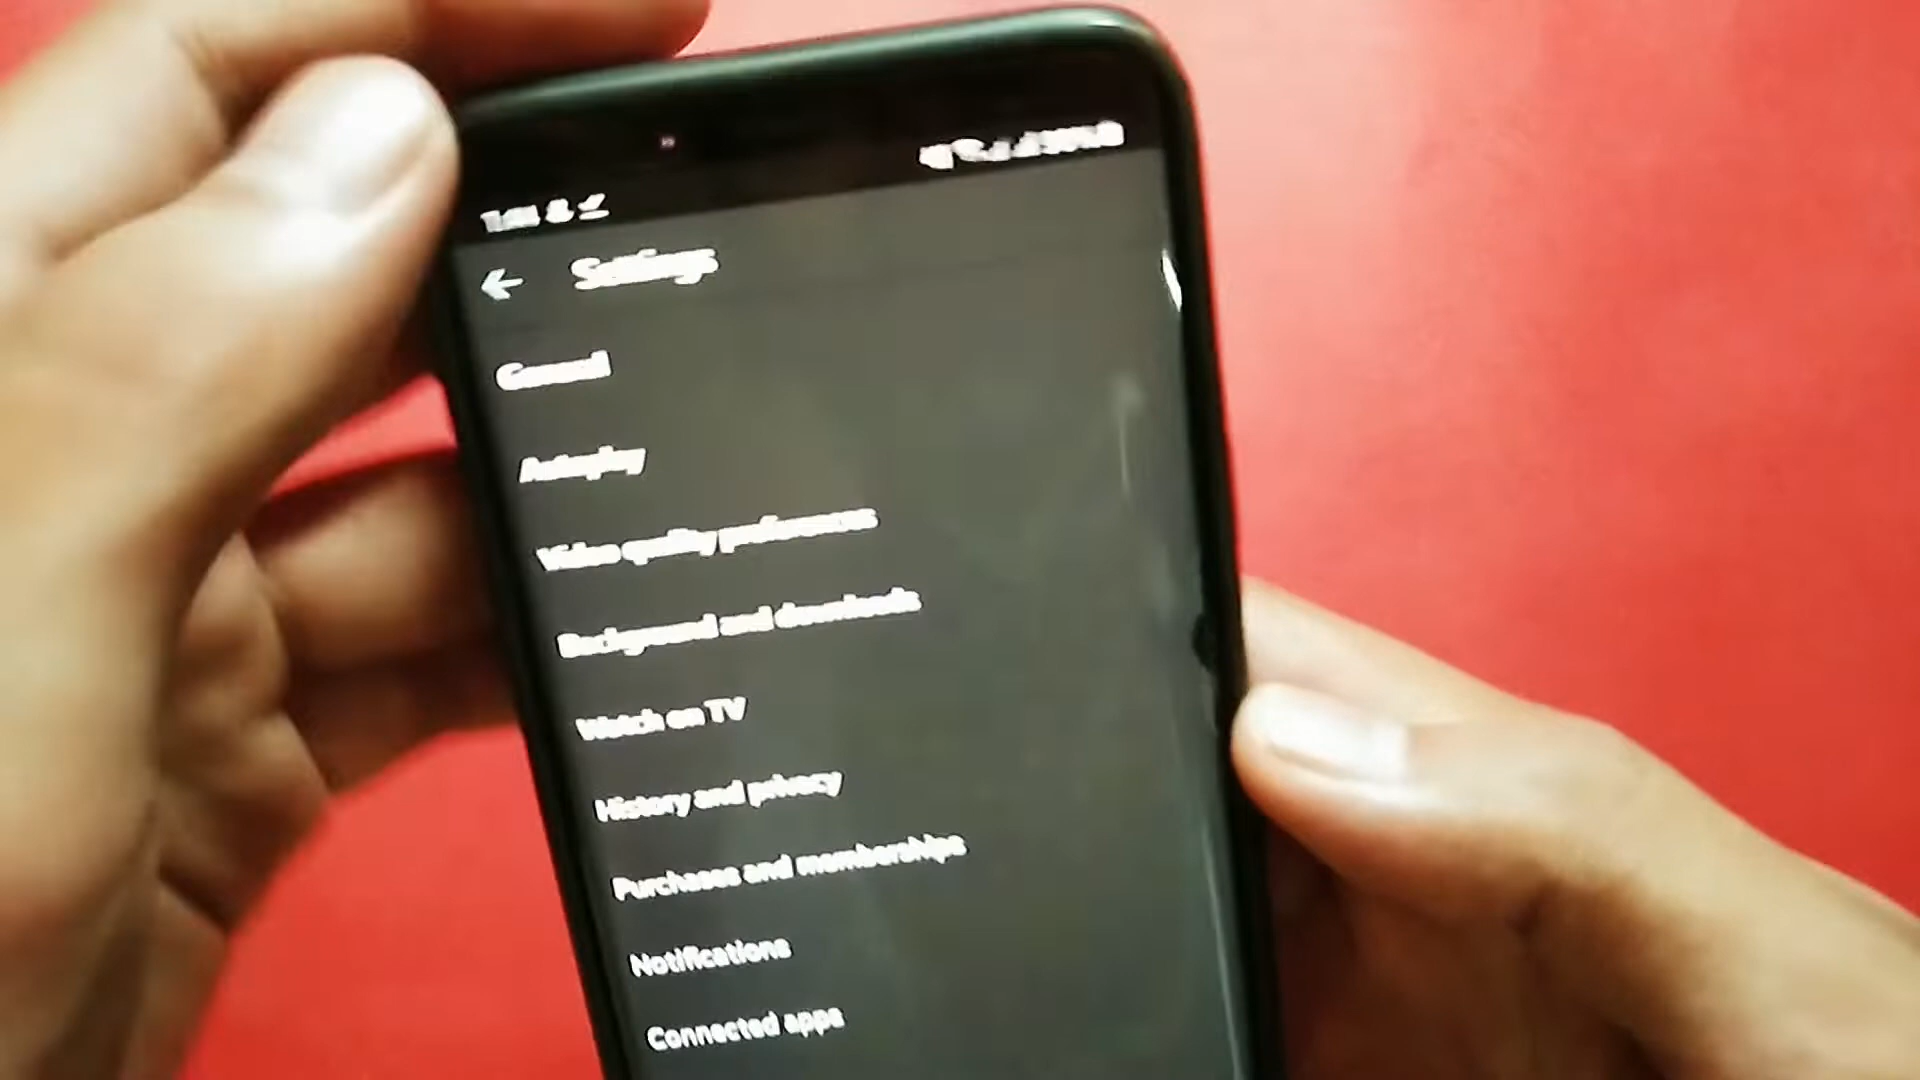 Settings
General
Autoplay
Video quality preferences
Background and downloads
Watch on TV
History and privacy
Purchases and memberships
Notifications
Connected apps